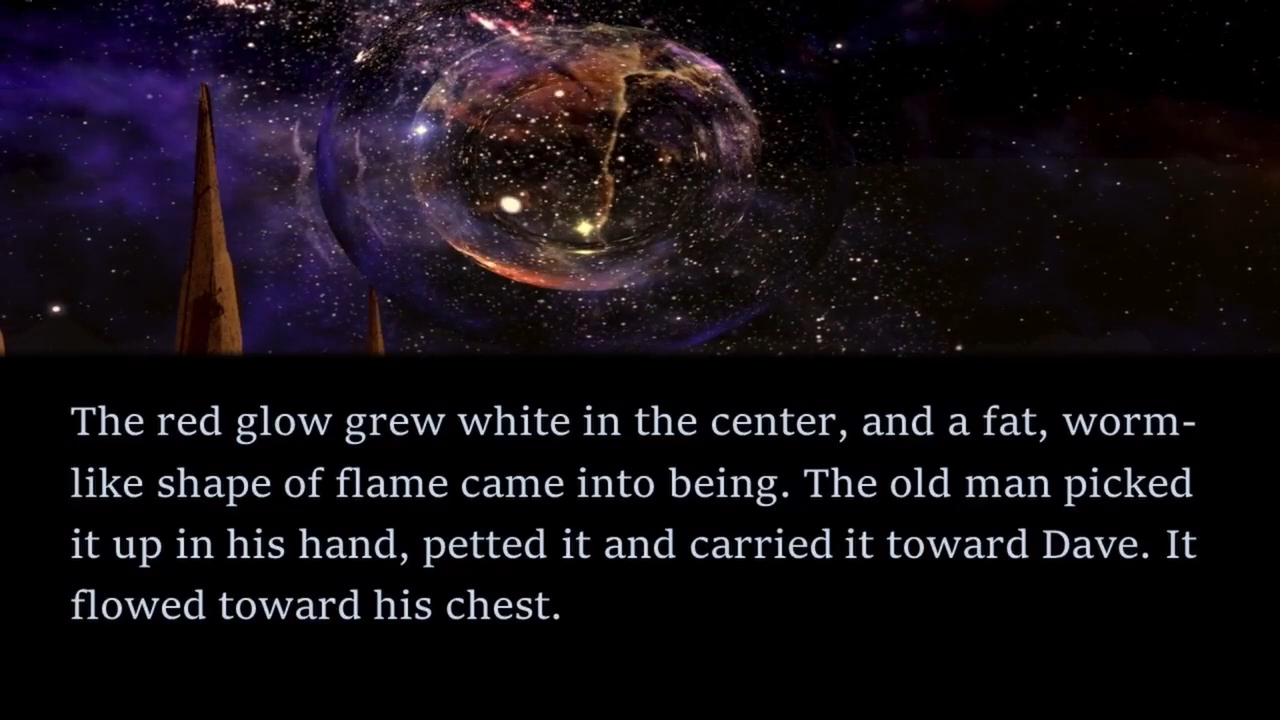 The red glow grew white in the center, and a fat, worm-
like shape of flame came into being. The old man picked
it up in his hand, petted it and carried it toward Dave. It
flowed toward his chest.